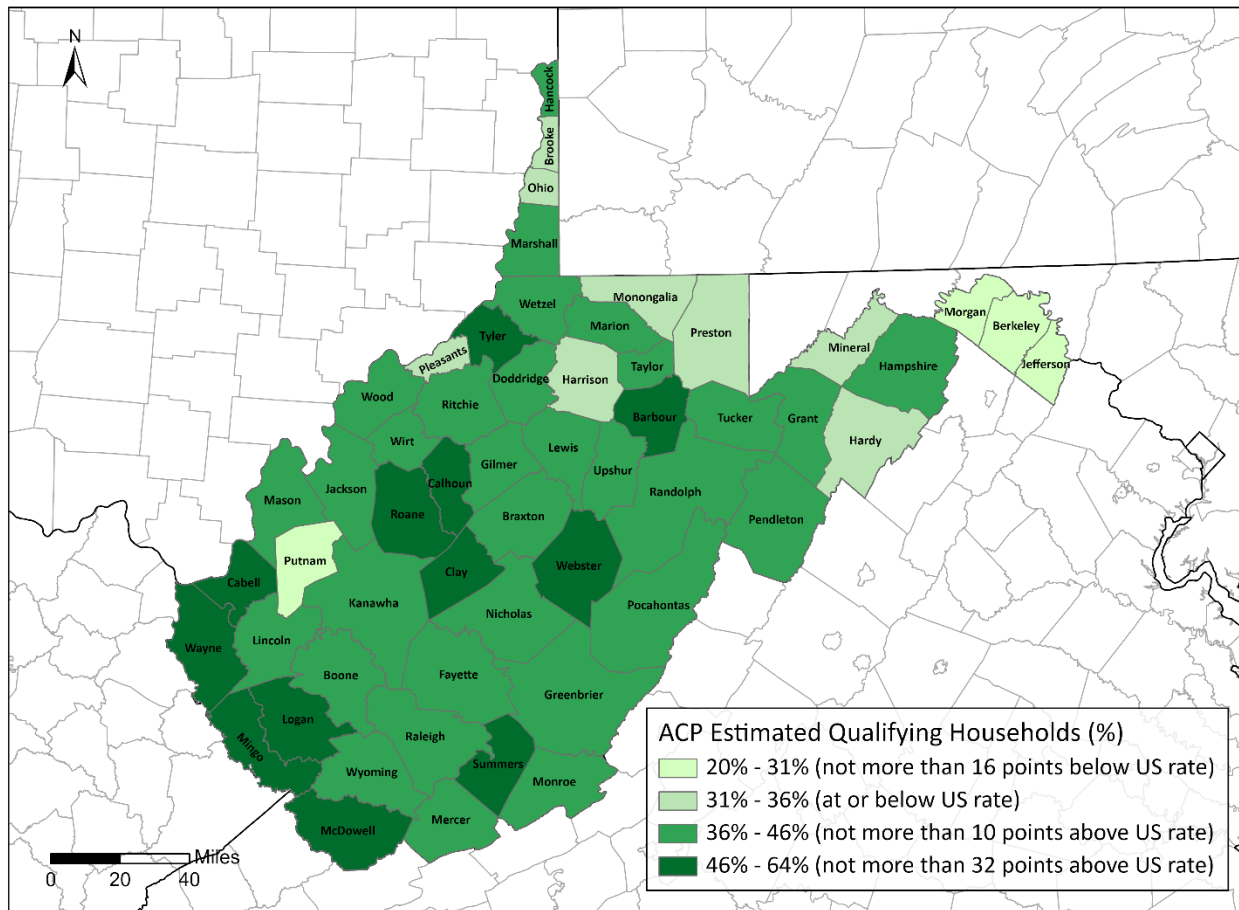 N
Hancock
Brooke
Ohio
Marshall
Wetzel
Monongalia
Morgan
Marion
Preston
Berkeley
Tyler
Mineral
Pleasants
Jefferson
Taylor
Hampshire
Doddridge
Harrison
Wood
Ritchie
Barbour
Tucker
Grant
Wirt
Hardy
Lewis
Gilmer
Upshur
Calhoun
Jackson
Randolph
Mason
Roane
Braxton
Pendleton
Putnam
Webster
Clay
Cabell
Kanawha
Pocahontas
Nicholas
Lincoln
Wayne
Boone
Fayette
Greenbrier
Logan
Raleigh
Mingo
Summers
Wyoming
Monroe
Mercer
McDowell
ACP Estimated Qualifying Households (%)
20% - 31% (not more than 16 points below US rate)
31% - 36% (at or below US rate)
36% - 46% (not more than 10 points above US rate)
46% - 64% (not more than 32 points above US rate)
Miles
0 20 40